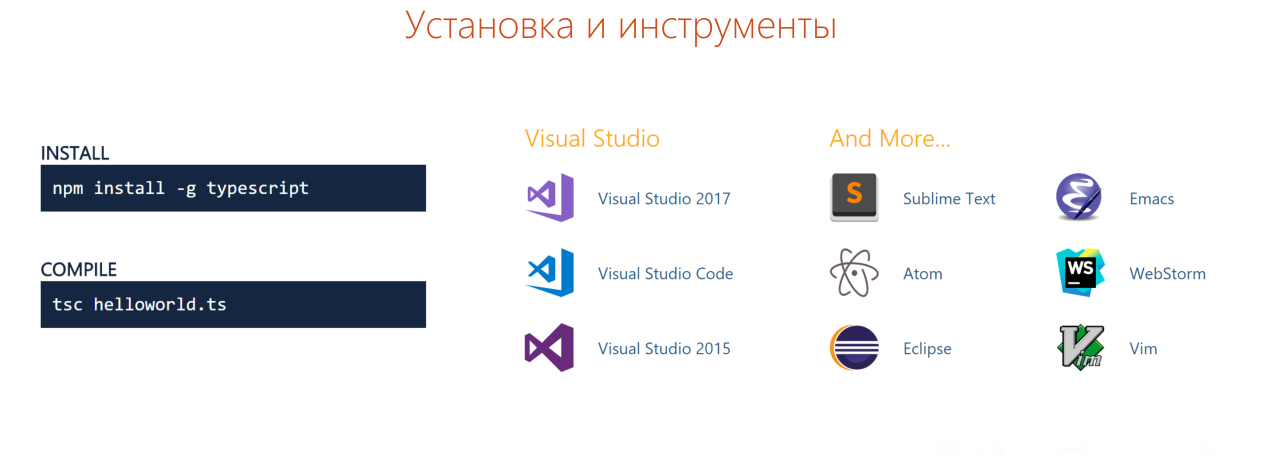 Установка и инструменты
INSTALL
npm install -g typescript
COMPILE
tsc helloworld.ts
Visual Studio
Visual Studio 2017
Visual Studio Code
Visual Studio 2015
And More...
S
Sublime Text
Atom
Eclipse
Emacs
WS
WebStorm
Vim
Vim